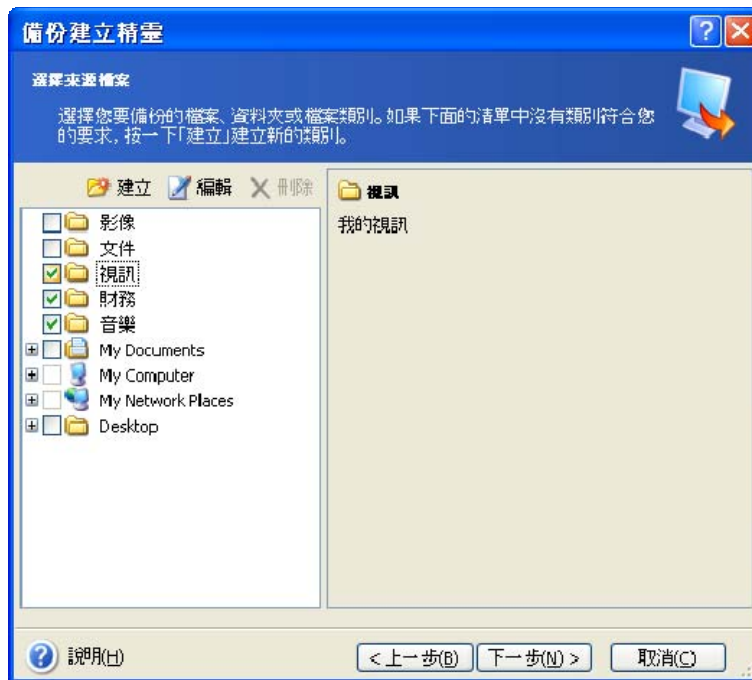 備份建立精靈
選擇來源檔案
選擇您要備份的檔案、資料夾或檔案類別。如果下面的清單中沒有類別符合您
的要求, 按一下「建立」建立新的類別。
建立 編輯 刪除
影像
文件
視訊
財務
音樂
My Documents
My Computer
My Network Places
Desktop
視訊
我的視訊
說明(H)
< 上一步(B) 下一步(N) > 取消(C)